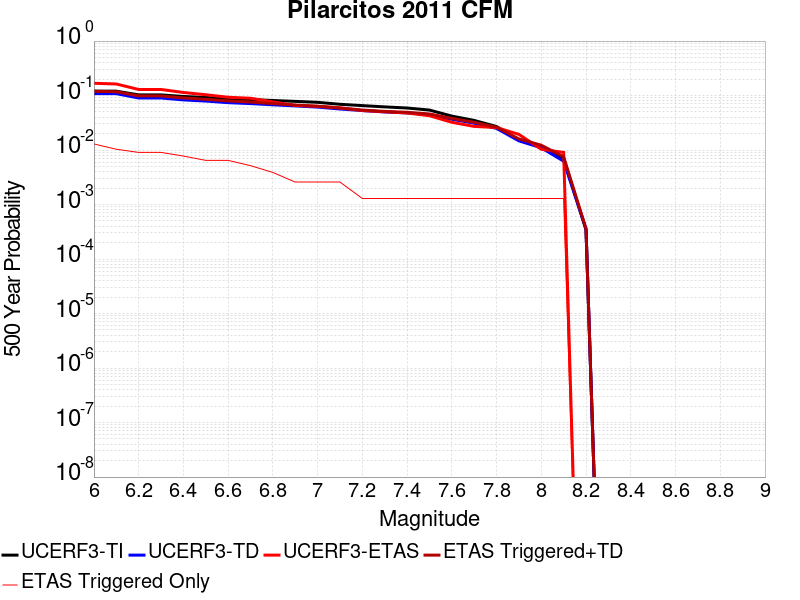 Pilarcitos 2011 CFM
10^0
10^-1
10^-2
10^-3
10^-4
10^-5
10^-6
10^-7
10^-8
500 Year Probability
6 6.2 6.4 6.6 6.8 7 7.2 7.4 7.6 7.8 8 8.2 8.4 8.6 8.8 9
Magnitude
UCERF3-TI UCERF3-TD UCERF3-ETAS ETAS Triggered+TD
ETAS Triggered Only